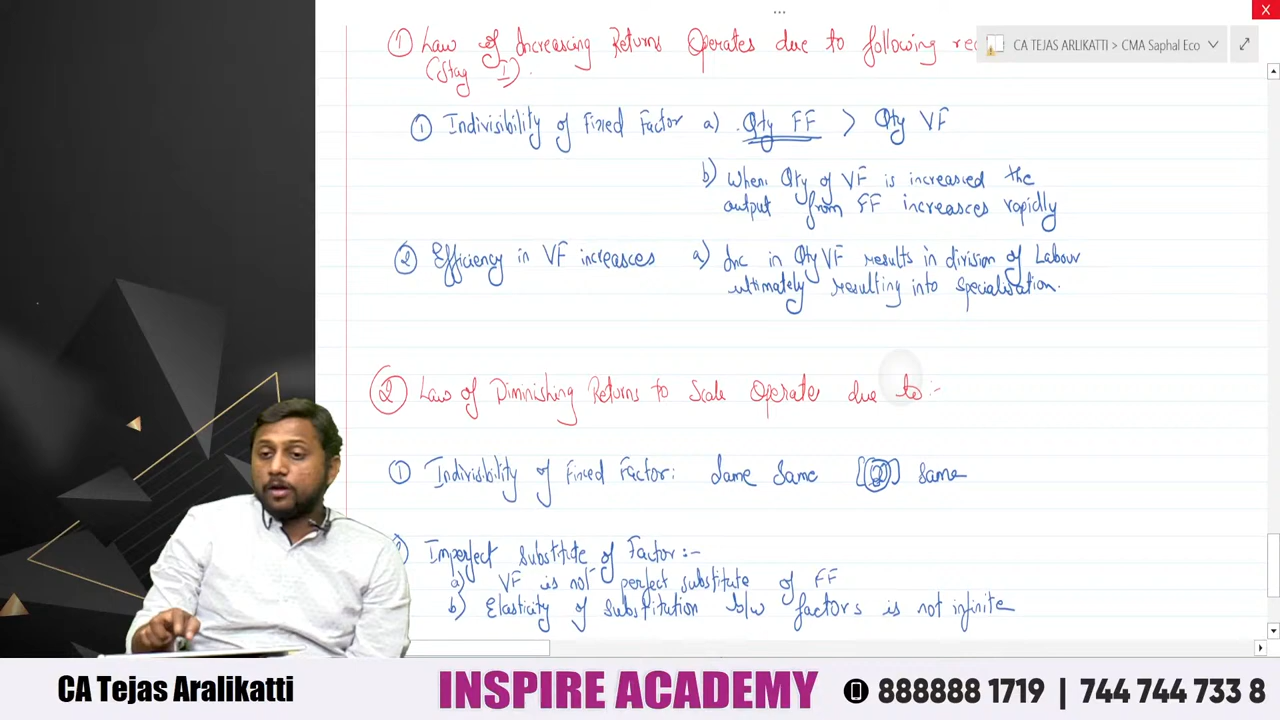 ...
X
CA TEJAS ARLIKATTI > CMA Saphal Eco
① Law of Increasing Returns Operates due to following rea
(Stag I).
① Indivisibility of Fixed Factor a) .Qty FF > Qty VF
b) When Qty of VF is increased the
output from FF increasces rapidly
② Efficiency in VF increasces a) Inc in Qty VF results in division of Labour
ultimately resulting into specialisation.
② Law of Diminishing Returns to Scale Operate due to :-
① Indivisibility of Fixed Factor: Same Same same
Imperfect substitute of Factor :-
a) VF is not perfect substitute of FF
b) Elasticity of substitution b/w factors is not infinite
CA Tejas Aralikatti
INSPIRE ACADEMY
888888 1719 | 744 744 733 8